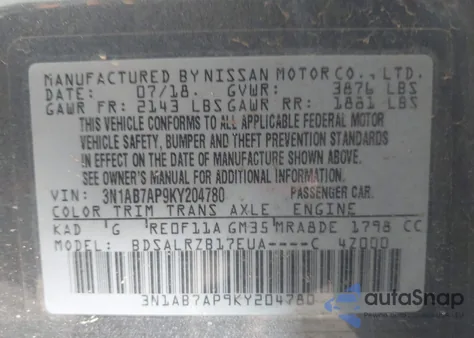 MANUFACTURED BY NISSAN MOTOR CO., LTD.
DATE: 07/18. GVWR: 3876 LBS
GAWR FR: 2143 LBS GAWR RR: 1881 LBS
THIS VEHICLE CONFORMS TO ALL APPLICABLE FEDERAL MOTOR
VEHICLE SAFETY, BUMPER AND THEFT PREVENTION STANDARDS
IN EFFECT ON THE DATE OF MANUFACTURE SHOWN ABOVE.
SEE OWNER'S MANUAL FOR ADDITIONAL INFORMATION.
VIN: 3N1AB7AP9KY204780 PASSENGER CAR.
COLOR TRIM TRANS AXLE ENGINE
KAD G RE0F11A GM35 MRA8DE 1798 CC
MODEL: BDSALRZB17EUA----C 4Z000
3N1AB7AP9KY204780
autoSnap